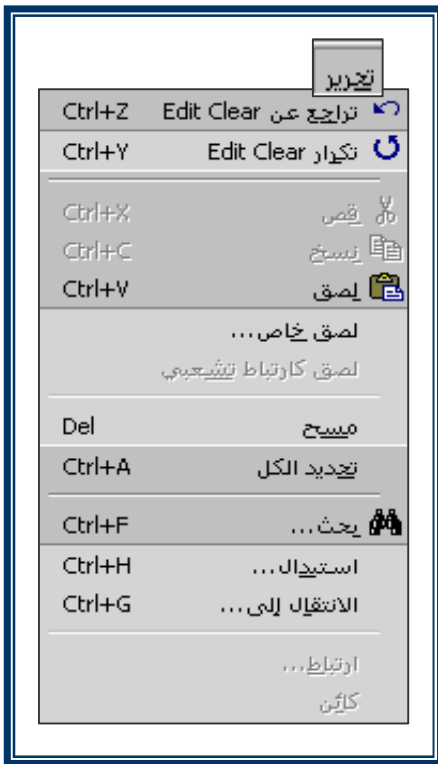 تحرير
تراجع عن Edit Clear Ctrl+Z
تكرار Edit Clear Ctrl+Y
قص Ctrl+X
نسخ Ctrl+C
لصق Ctrl+V
لصق خاص...
لصق كارتباط تشعبي
مسح Del
تحديد الكل Ctrl+A
بحث... Ctrl+F
استبدال... Ctrl+H
الانتقال إلى... Ctrl+G
ارتباط...
كائن